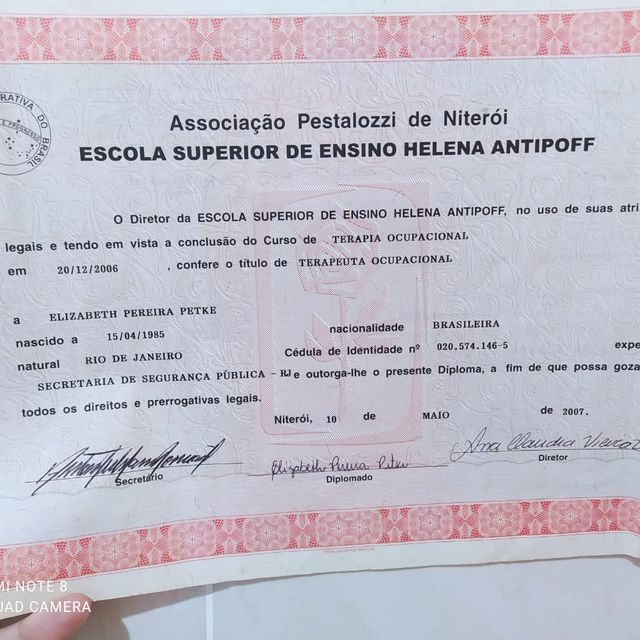 RATIVA DO BRASIL
Associação Pestalozzi de Niterói
ESCOLA SUPERIOR DE ENSINO HELENA ANTIPOFF
O Diretor da ESCOLA SUPERIOR DE ENSINO HELENA ANTIPOFF, no uso de suas atri
legais e tendo em vista a conclusão do Curso de TERAPIA OCUPACIONAL
em 20/12/2006 , confere o título de TERAPEUTA OCUPACIONAL
a ELIZABETH PEREIRA PETKE
nascido a 15/04/1985 nacionalidade BRASILEIRA
natural RIO DE JANEIRO Cédula de Identidade nº 020.574.146-5 expe
SECRETARIA DE SEGURANÇA PÚBLICA - RJ e outorga-lhe o presente Diploma, a fim de que possa goza
todos os direitos e prerrogativas legais.
Niterói, 10 de MAIO de 2007.
Elizabeth Pereira Petke
Ana Claudia
Secretário Diplomado Diretor
MI NOTE 8
UAD CAMERA